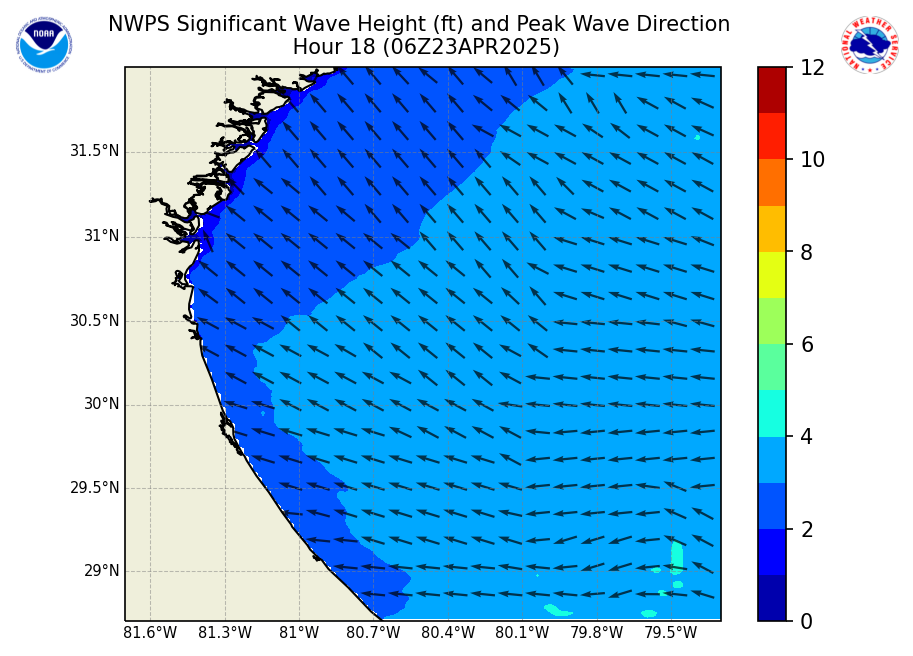 NWPS Significant Wave Height (ft) and Peak Wave Direction
Hour 18 (06Z23APR2025)
NOAA
NATIONAL WEATHER SERVICE
31.5°N
31°N
30.5°N
30°N
29.5°N
29°N
81.6°W 81.3°W 81°W 80.7°W 80.4°W 80.1°W 79.8°W 79.5°W
12
10
8
6
4
2
0